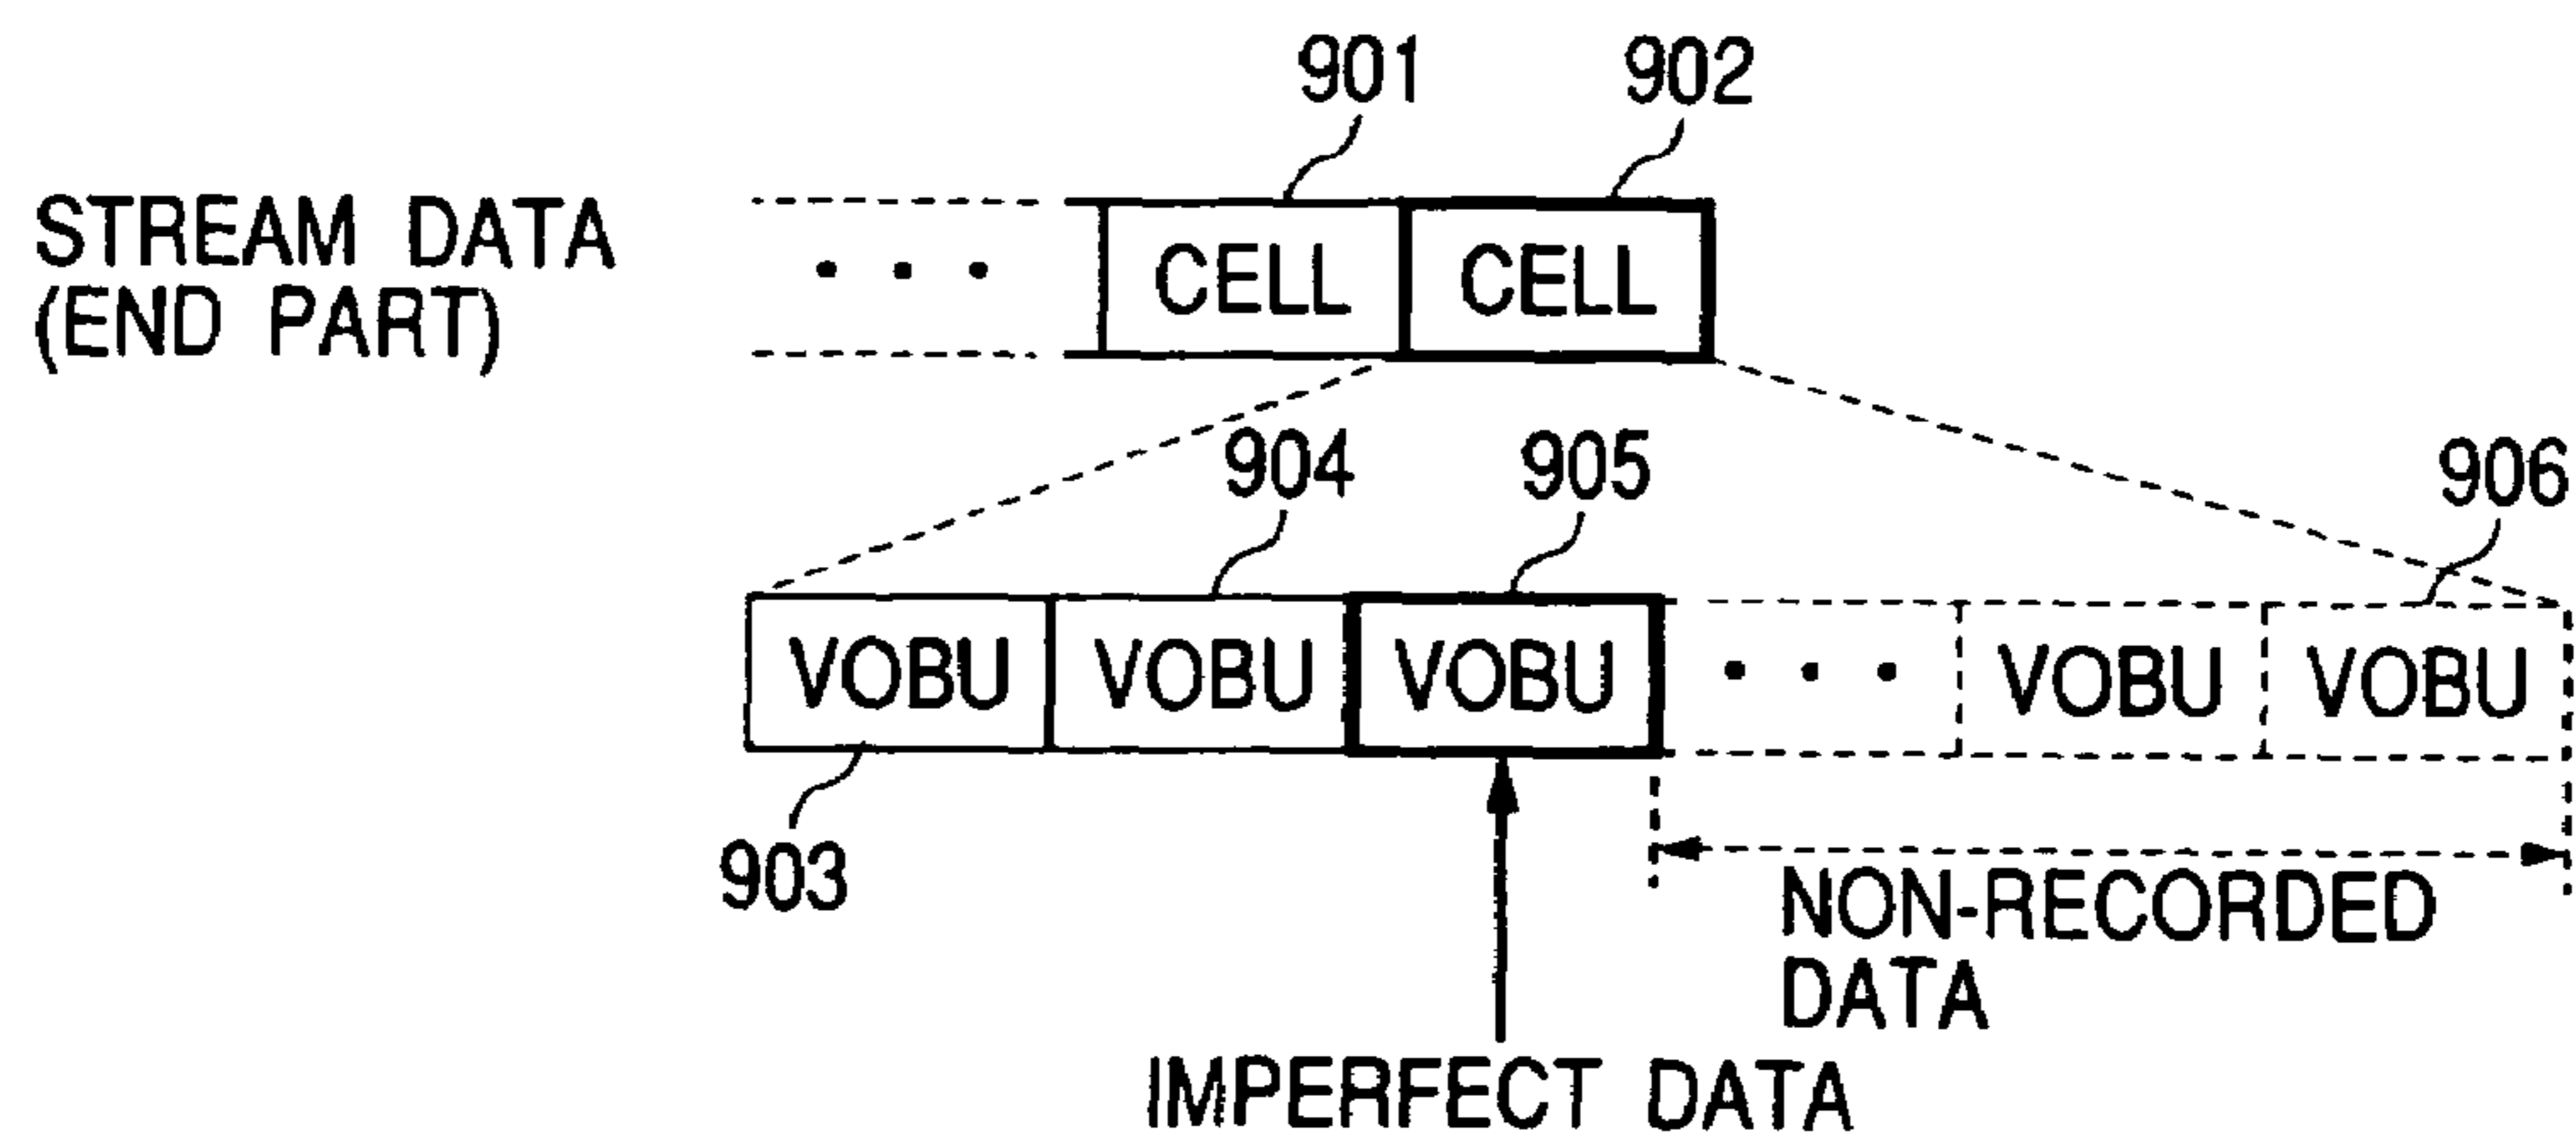 901 902
STREAM DATA
(END PART)
• • • CELL CELL
904 905 906
VOBU VOBU VOBU • • • VOBU VOBU
903
NON-RECORDED
DATA
IMPERFECT DATA